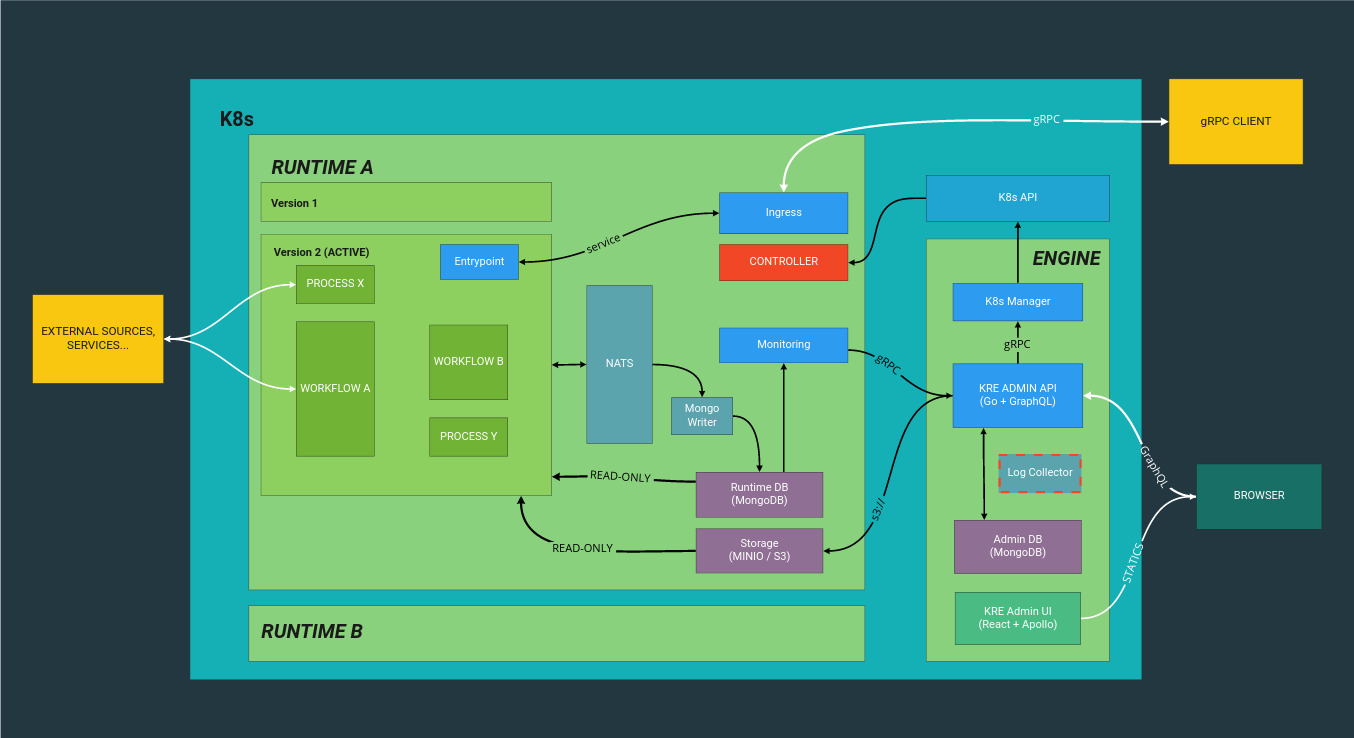 K8s
gRPC
gRPC CLIENT
RUNTIME A
Version 1
Version 2 (ACTIVE)
PROCESS X
Entrypoint
service
Ingress
CONTROLLER
K8s API
ENGINE
K8s Manager
gRPC
EXTERNAL SOURCES,
SERVICES...
WORKFLOW A
WORKFLOW B
PROCESS Y
NATS
Mongo
Writer
Monitoring
gRPC
KRE ADMIN API
(Go + GraphQL)
GraphQL
Log Collector
BROWSER
READ-ONLY
Runtime DB
(MongoDB)
s3://
READ-ONLY
Storage
(MINIO / S3)
Admin DB
(MongoDB)
STATICS
KRE Admin UI
(React + Apollo)
RUNTIME B